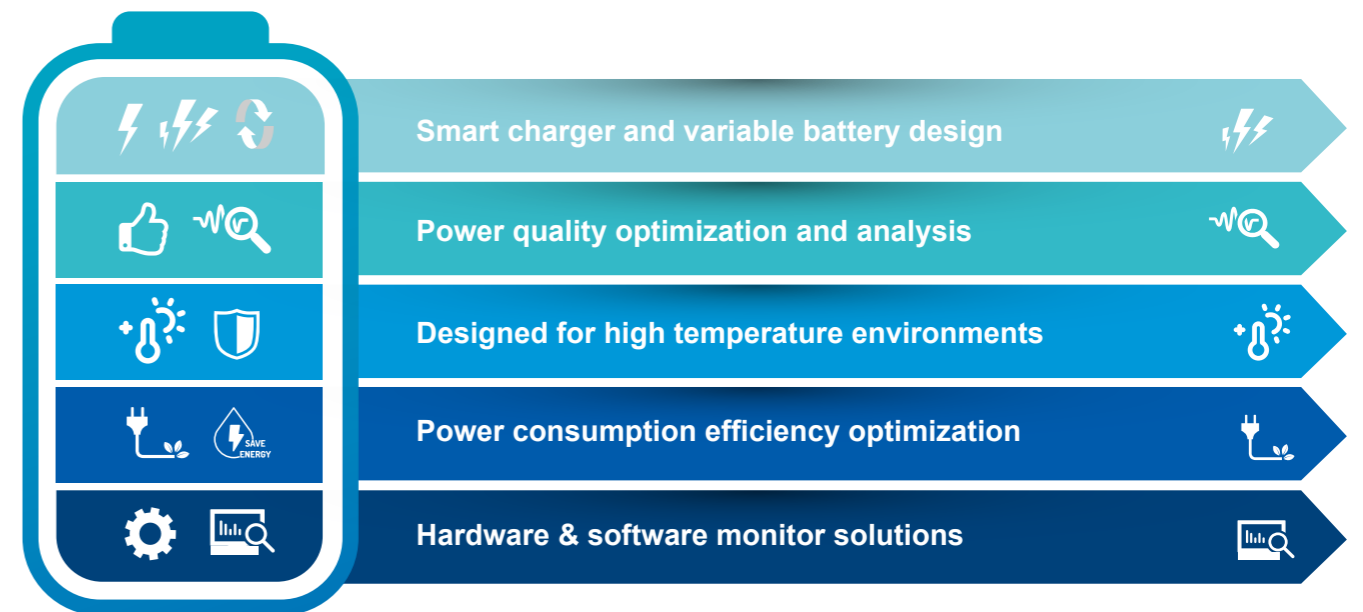 Smart charger and variable battery design
Power quality optimization and analysis
Designed for high temperature environments
Power consumption efficiency optimization
SAVE
ENERGY
Hardware & software monitor solutions